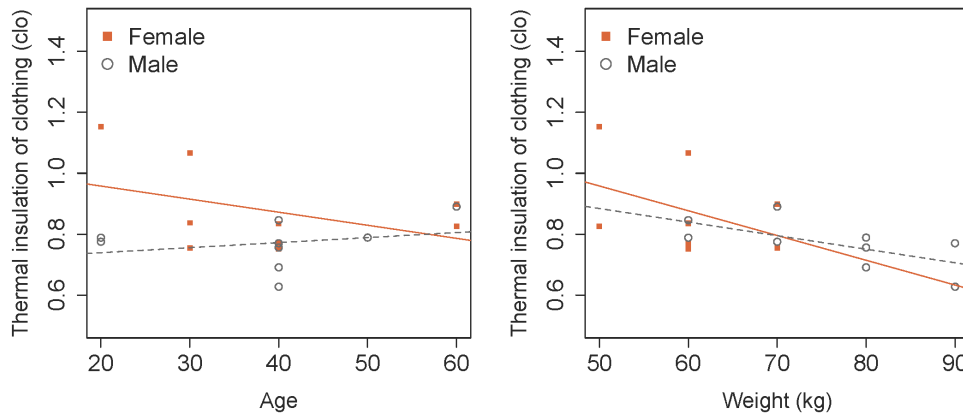 Thermal insulation of clothing (clo)
1.4
1.2
1.0
0.8
0.6
Female
Male
20 30 40 50 60
Age
Thermal insulation of clothing (clo)
1.4
1.2
1.0
0.8
0.6
Female
Male
50 60 70 80 90
Weight (kg)